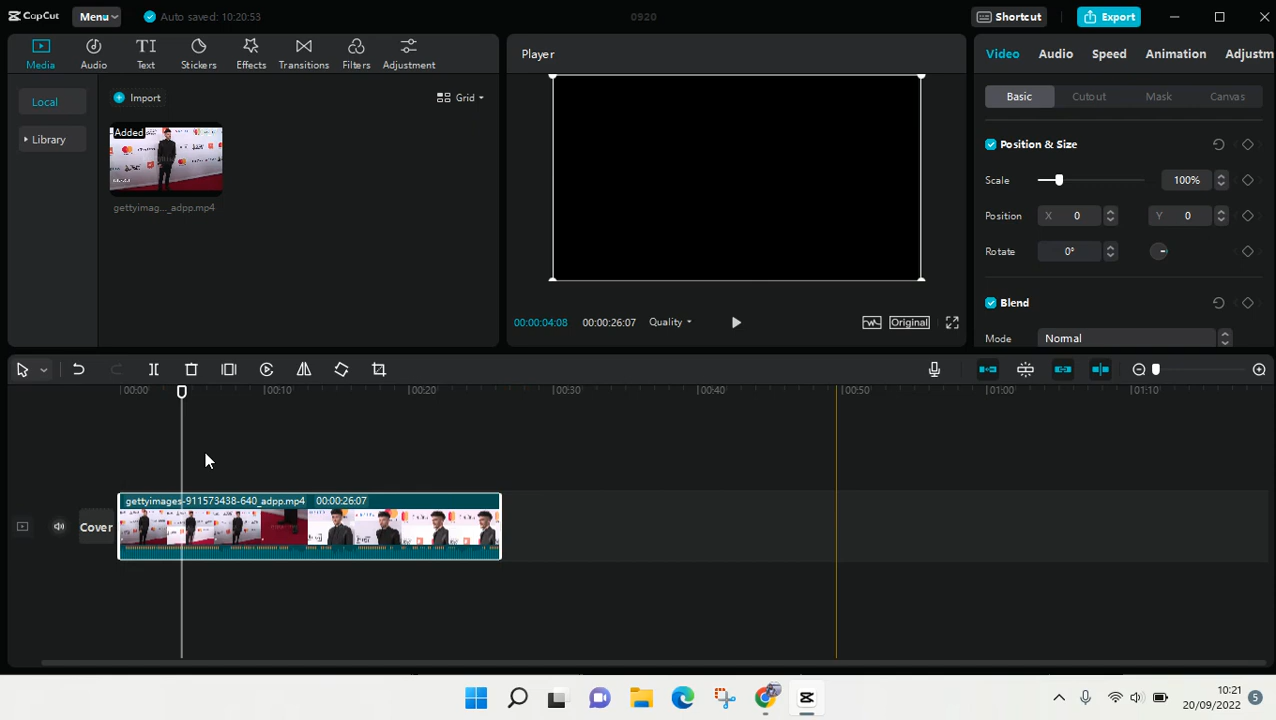 CapCut
Menu
Auto saved: 10:20:53
0920
Shortcut
Export
Media
Audio
Text
Stickers
Effects
Transitions
Filters
Adjustment
Player
Video
Audio
Speed
Animation
Adjustm
Local
Import
Grid
Basic
Cutout
Mask
Canvas
Library
Added
gettyimag..._adpp.mp4
Position & Size
Scale
100%
Position
X 0
Y 0
Rotate
0°
Blend
Mode
Normal
00:00:04:08
00:00:26:07
Quality
Original
00:00
00:10
00:20
00:30
00:40
00:50
01:00
01:10
gettyimages-911573438-640_adpp.mp4 00:00:26:07
Cover
10:21
20/09/2022
5